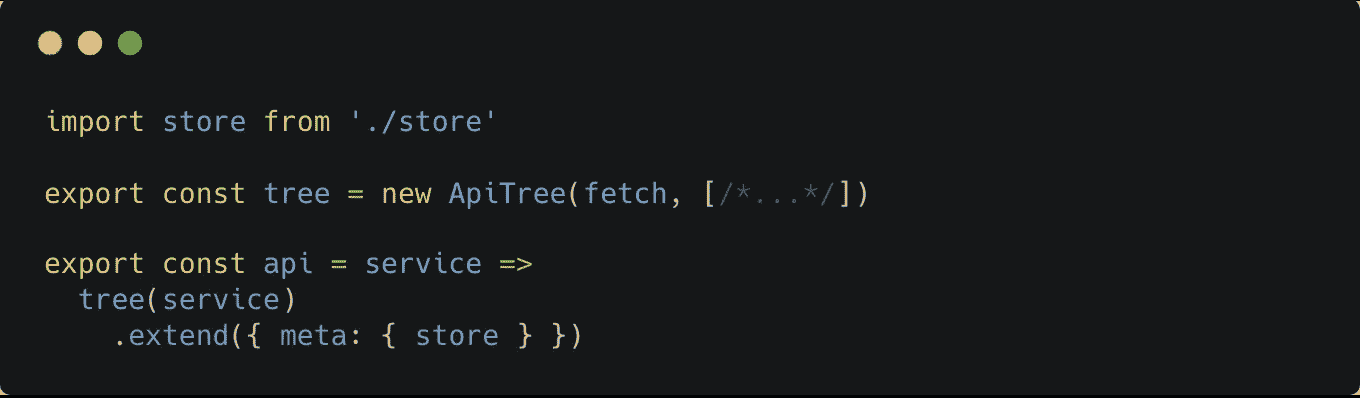 import store from './store'
export const tree = new ApiTree(fetch, [/*...*/])
export const api = service =>
tree(service)
.extend({ meta: { store } })